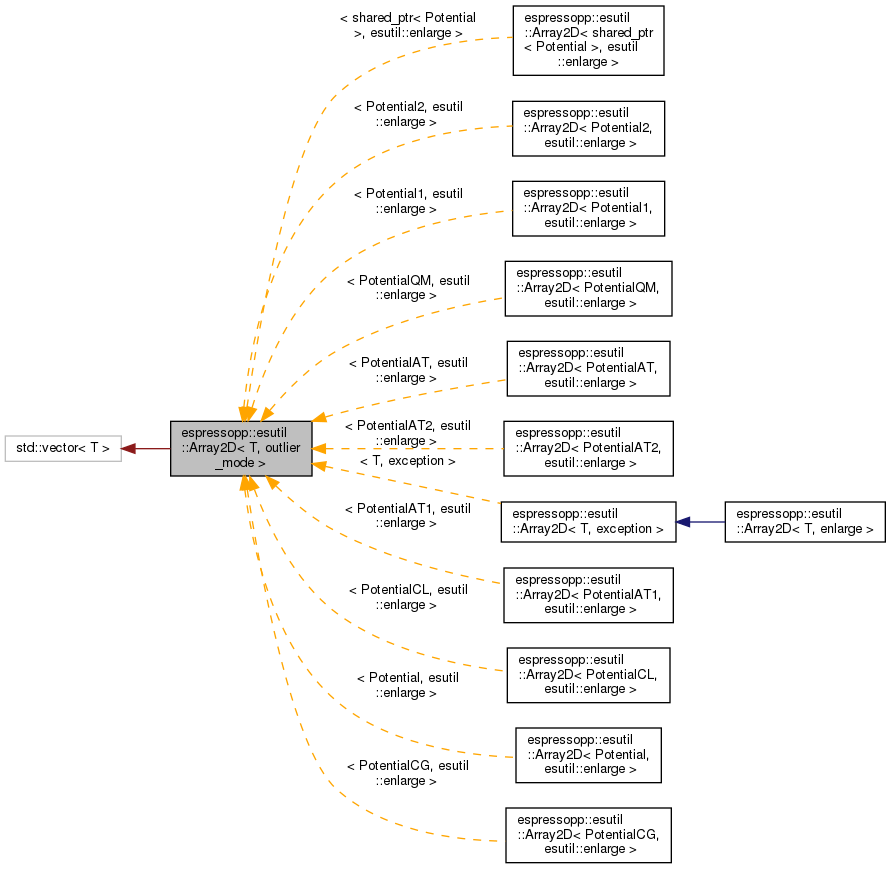 < shared_ptr< Potential
>, esutil::enlarge >
espressopp::esutil
::Array2D< shared_ptr
< Potential >, esutil
::enlarge >
< Potential2, esutil
::enlarge >
espressopp::esutil
::Array2D< Potential2,
esutil::enlarge >
< Potential1, esutil
::enlarge >
espressopp::esutil
::Array2D< Potential1,
esutil::enlarge >
< PotentialQM, esutil
::enlarge >
espressopp::esutil
::Array2D< PotentialQM,
esutil::enlarge >
< PotentialAT, esutil
::enlarge >
espressopp::esutil
::Array2D< PotentialAT,
esutil::enlarge >
std::vector< T >
espressopp::esutil
::Array2D< T, outlier
_mode >
< PotentialAT2, esutil
::enlarge >
espressopp::esutil
::Array2D< PotentialAT2,
esutil::enlarge >
< T, exception >
espressopp::esutil
::Array2D< T, exception >
espressopp::esutil
::Array2D< T, enlarge >
< PotentialAT1, esutil
::enlarge >
espressopp::esutil
::Array2D< PotentialAT1,
esutil::enlarge >
< PotentialCL, esutil
::enlarge >
espressopp::esutil
::Array2D< PotentialCL,
esutil::enlarge >
< Potential, esutil
::enlarge >
espressopp::esutil
::Array2D< Potential,
esutil::enlarge >
< PotentialCG, esutil
::enlarge >
espressopp::esutil
::Array2D< PotentialCG,
esutil::enlarge >